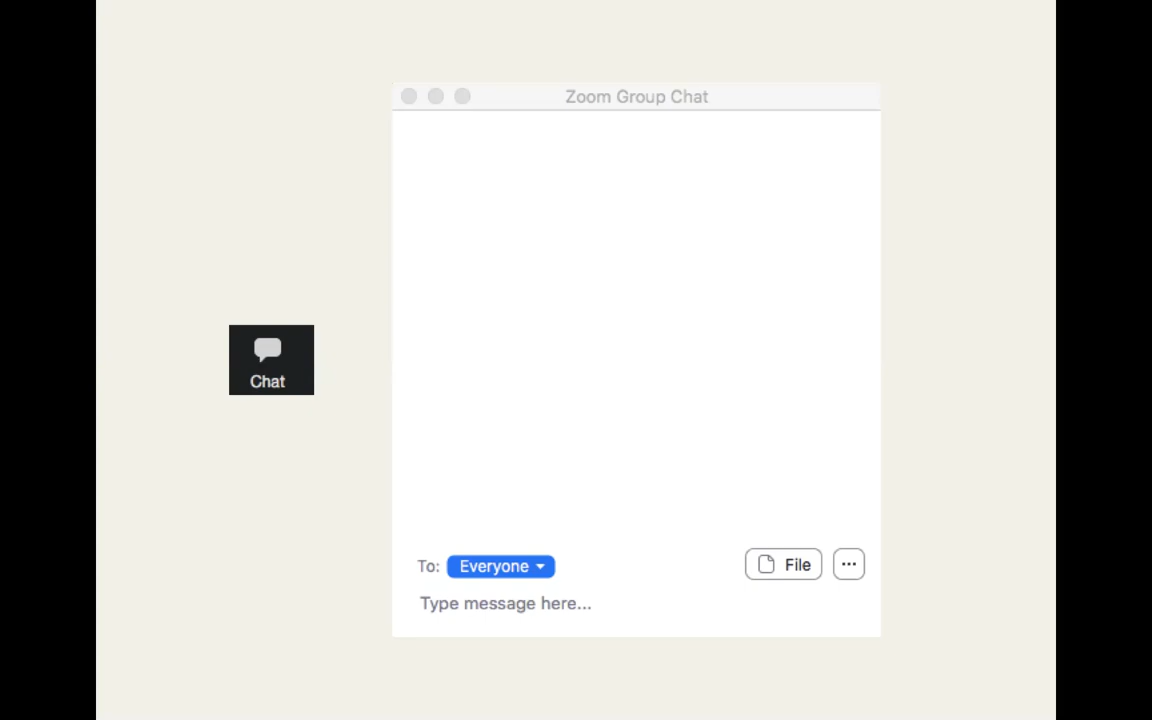 Zoom Group Chat
Chat
To: Everyone
File
...
Type message here...